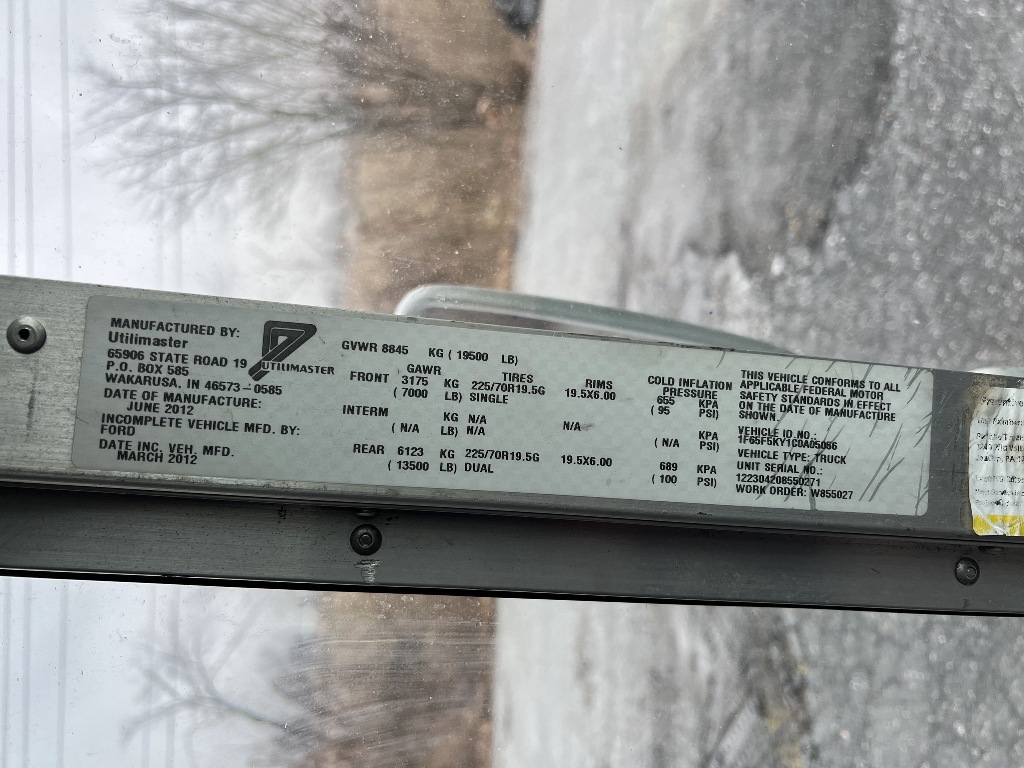 MANUFACTURED BY:
Utilimaster
65906 STATE ROAD 19
P.O. BOX 585
WAKARUSA, IN 46573-0585
DATE OF MANUFACTURE:
JUNE 2012
INCOMPLETE VEHICLE MFD. BY:
FORD
DATE INC. VEH. MFD.
MARCH 2012
UTILIMASTER
GVWR 8845 KG ( 19500 LB)
GAWR TIRES RIMS COLD INFLATION PRESSURE
FRONT 3175 KG 225/70R19.5G 19.5X6.00 655 KPA
( 7000 LB) SINGLE ( 95 PSI)
INTERM KG N/A N/A KPA
( N/A LB) N/A ( N/A PSI)
REAR 6123 KG 225/70R19.5G 19.5X6.00 689 KPA
( 13500 LB) DUAL ( 100 PSI)
THIS VEHICLE CONFORMS TO ALL
APPLICABLE FEDERAL MOTOR
SAFETY STANDARDS IN EFFECT
ON THE DATE OF MANUFACTURE
SHOWN.
VEHICLE ID NO.:
1F65F5KY1CDA05086
VEHICLE TYPE: TRUCK
UNIT SERIAL NO.:
122304208550271
WORK ORDER: W855027